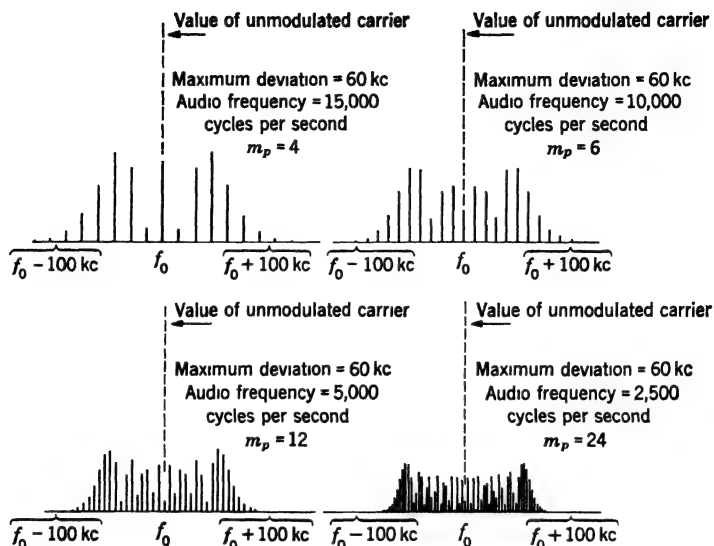 Value of unmodulated carrier
Maximum deviation = 60 kc
Audio frequency = 15,000
cycles per second
m_p = 4
f_0 − 100 kc
f_0
f_0 + 100 kc
Value of unmodulated carrier
Maximum deviation = 60 kc
Audio frequency = 10,000
cycles per second
m_p = 6
f_0 − 100 kc
f_0
f_0 + 100 kc
Value of unmodulated carrier
Maximum deviation = 60 kc
Audio frequency = 5,000
cycles per second
m_p = 12
f_0 − 100 kc
f_0
f_0 + 100 kc
Value of unmodulated carrier
Maximum deviation = 60 kc
Audio frequency = 2,500
cycles per second
m_p = 24
f_0 − 100 kc
f_0
f_0 + 100 kc